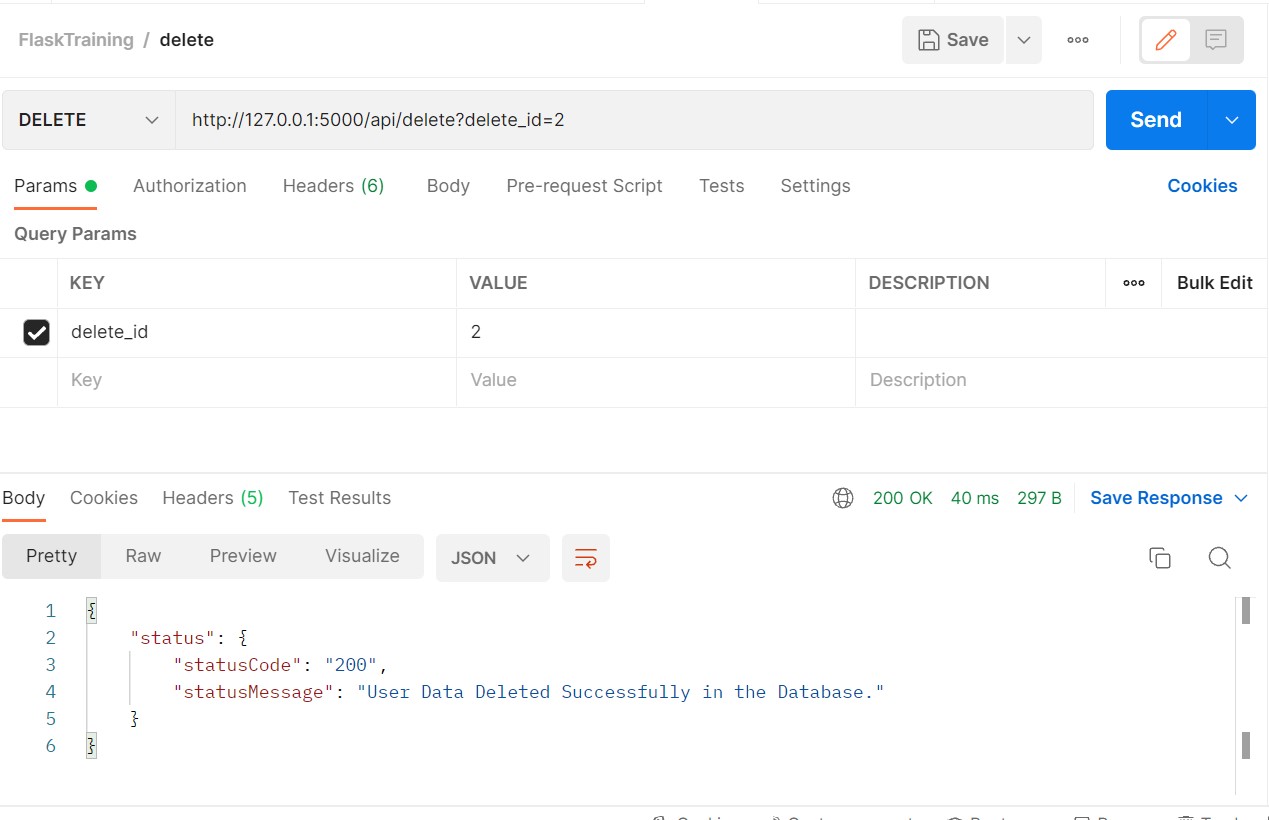 FlaskTraining / delete Save
DELETE http://127.0.0.1:5000/api/delete?delete_id=2 Send
Params Authorization Headers (6) Body Pre-request Script Tests Settings Cookies
Query Params
KEY VALUE DESCRIPTION Bulk Edit
delete_id 2
Key Value Description
Body Cookies Headers (5) Test Results 200 OK 40 ms 297 B Save Response
Pretty Raw Preview Visualize JSON
1 {
2 "status": {
3 "statusCode": "200",
4 "statusMessage": "User Data Deleted Successfully in the Database."
5 }
6 }